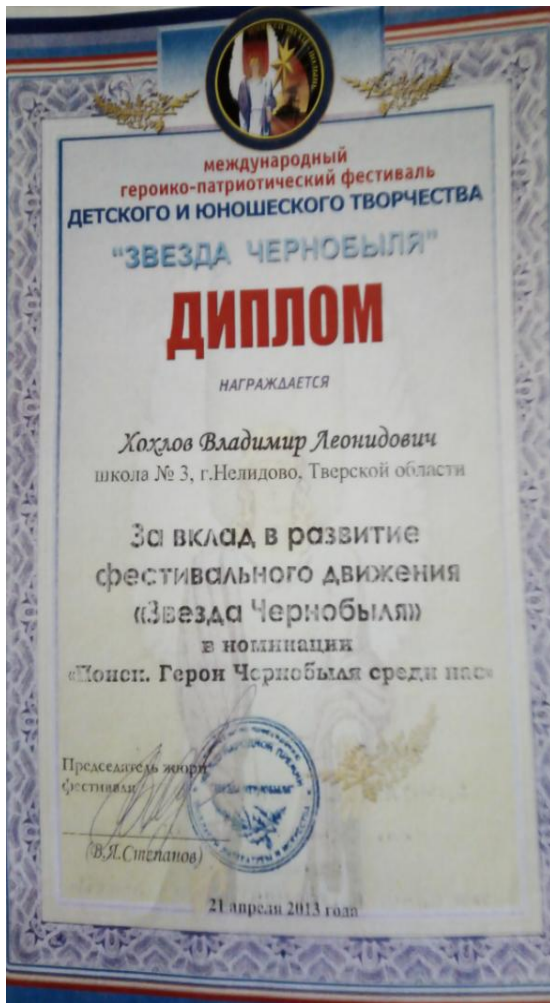 международный
героико-патриотический фестиваль
ДЕТСКОГО И ЮНОШЕСКОГО ТВОРЧЕСТВА
"ЗВЕЗДА ЧЕРНОБЫЛЯ"
ДИПЛОМ
НАГРАЖДАЕТСЯ
Хохлов Владимир Леонидович
школа № 3, г.Нелидово, Тверской области
За вклад в развитие
фестивального движения
«Звезда Чернобыля»
в номинации
«Поиск. Герои Чернобыля среди нас»
Председатель жюри
фестиваля
(В.Я.Степанов)
21 апреля 2013 года